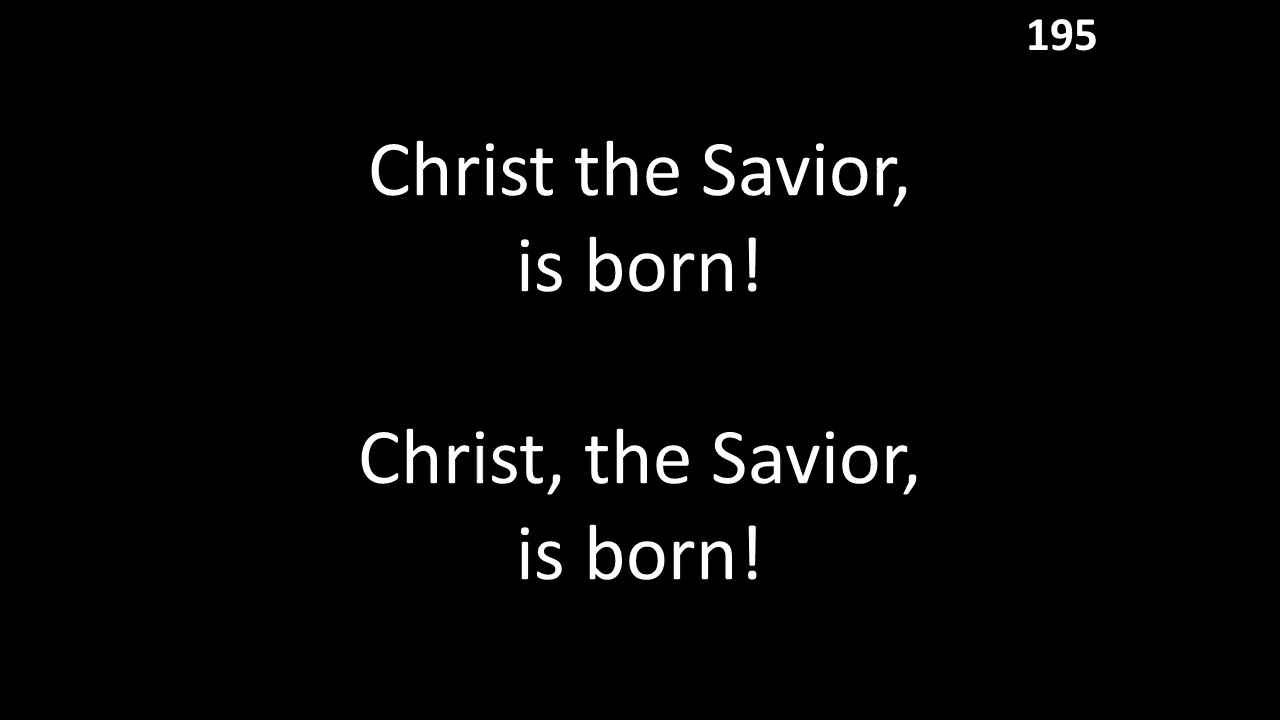 195
Christ the Savior,
is born!
Christ, the Savior,
is born!